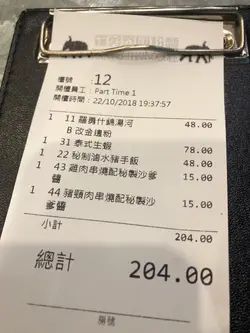 檯號 : 12
開檯員工 : Part Time 1
開檯時間 : 22/10/2018 19:37:57
1 11 羅勇什錦湯河 48.00
B 改金邊粉
1 31 泰式生蝦 78.00
1 22 秘制滷水豬手飯 48.00
1 43 雞肉串燒配秘製沙爹 15.00
醬
1 44 豬頸肉串燒配秘製沙 15.00
爹醬
204.00
小計
總計 204.00